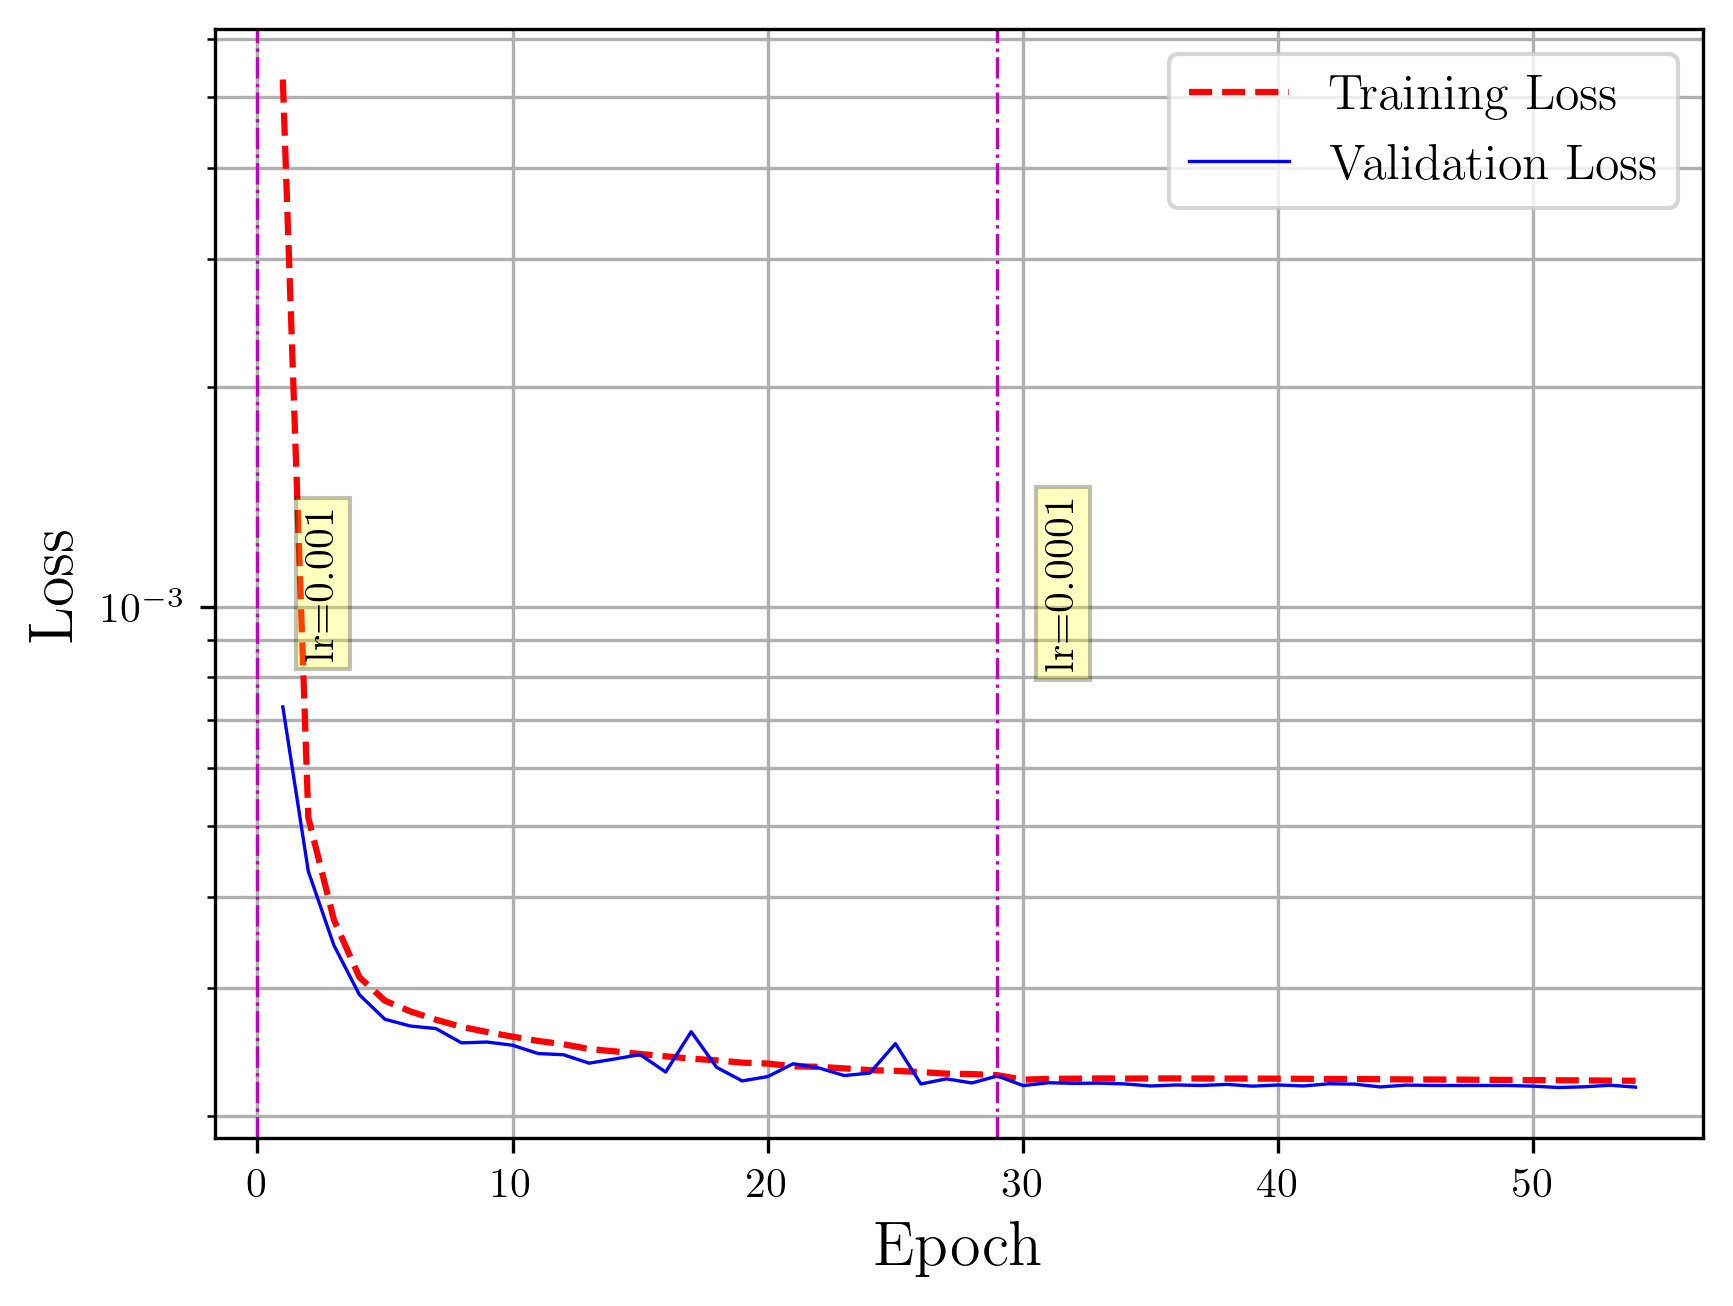 Training Loss
Validation Loss
lr=0.001
lr=0.0001
Loss
10⁻³
0 10 20 30 40 50
Epoch